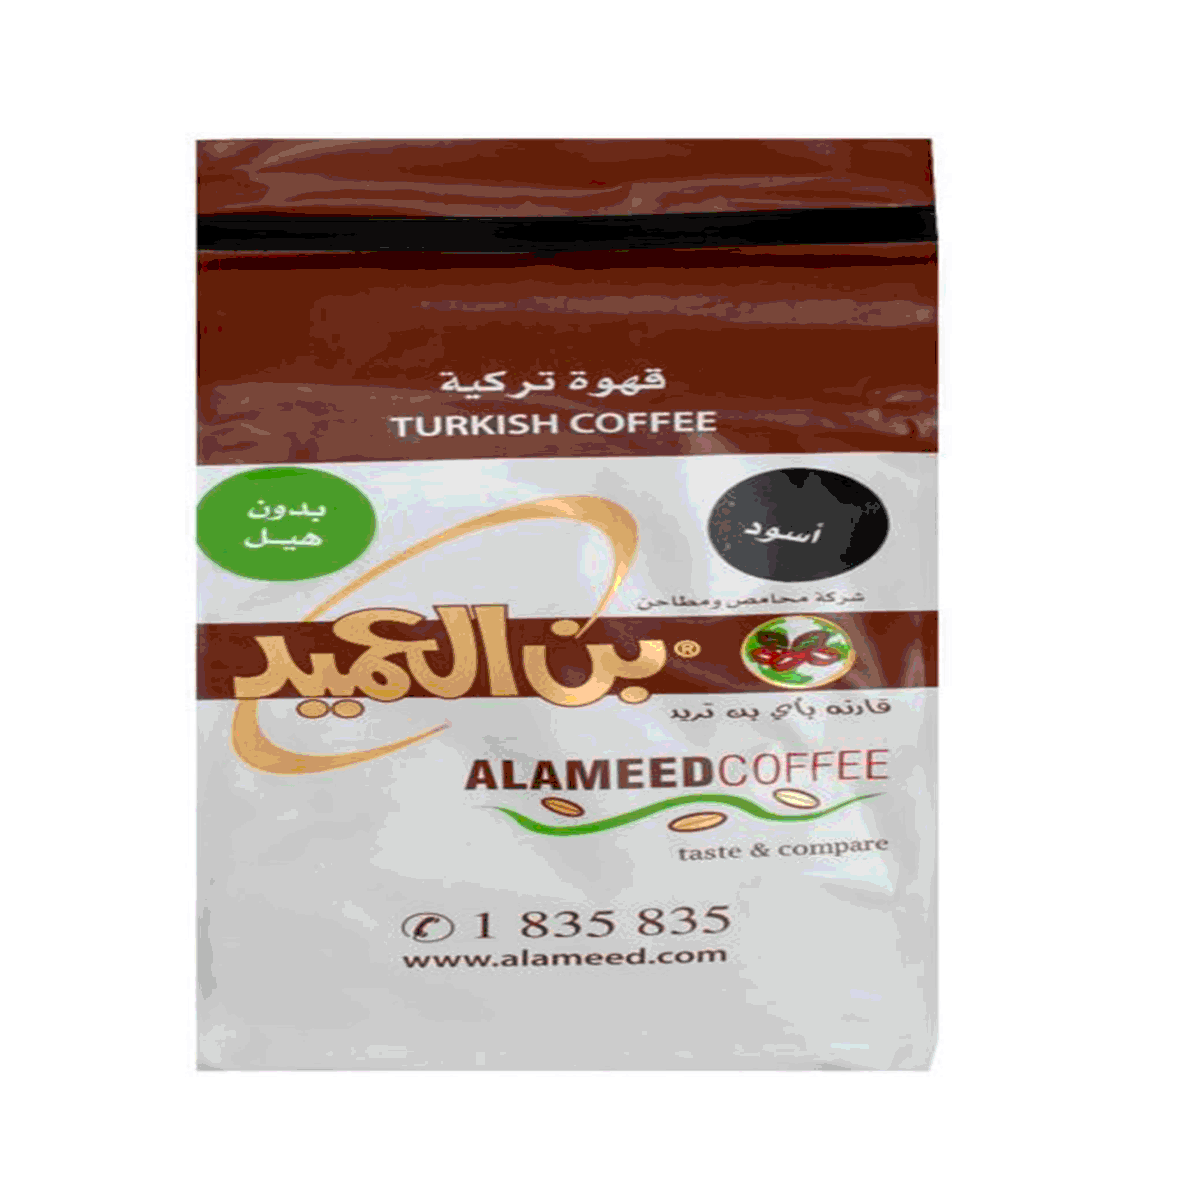 قهوة تركية
TURKISH COFFEE
بدون
هيل
أسود
شركة محامص ومطاحن
بن العميد ®
قارنه بأي بن تريد
ALAMEEDCOFFEE
taste & compare
✆ 1 835 835
www.alameed.com